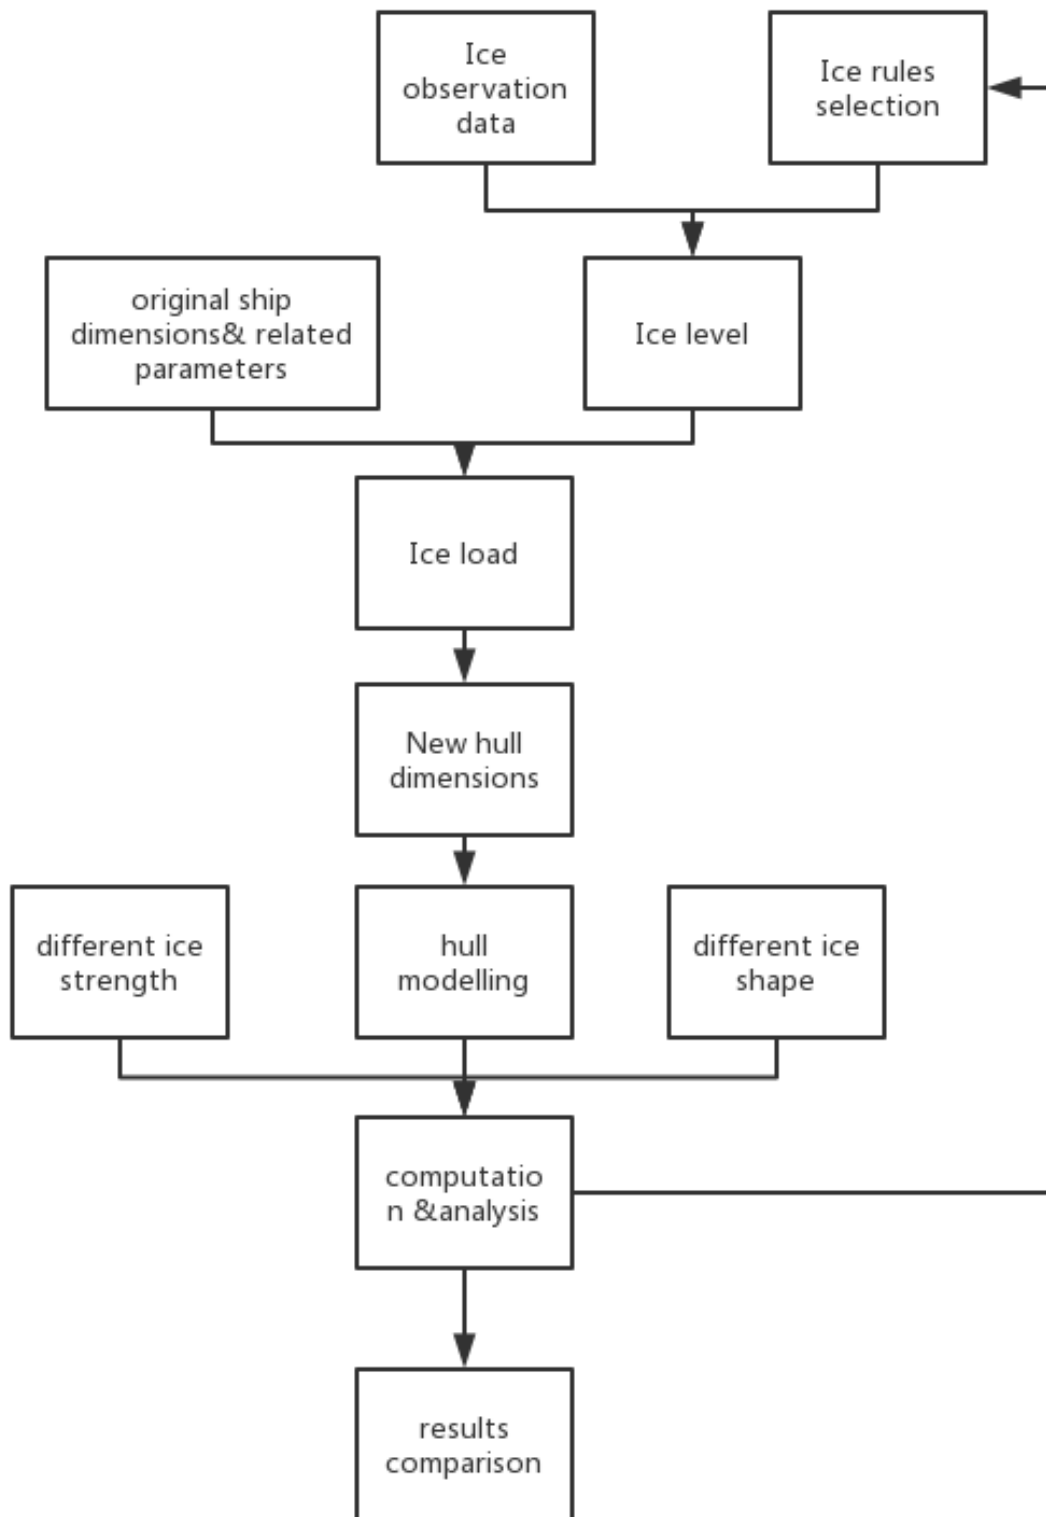 Ice
observation
data
Ice rules
selection
original ship
dimensions& related
parameters
Ice level
Ice load
New hull
dimensions
different ice
strength
hull
modelling
different ice
shape
computatio
n &analysis
results
comparison